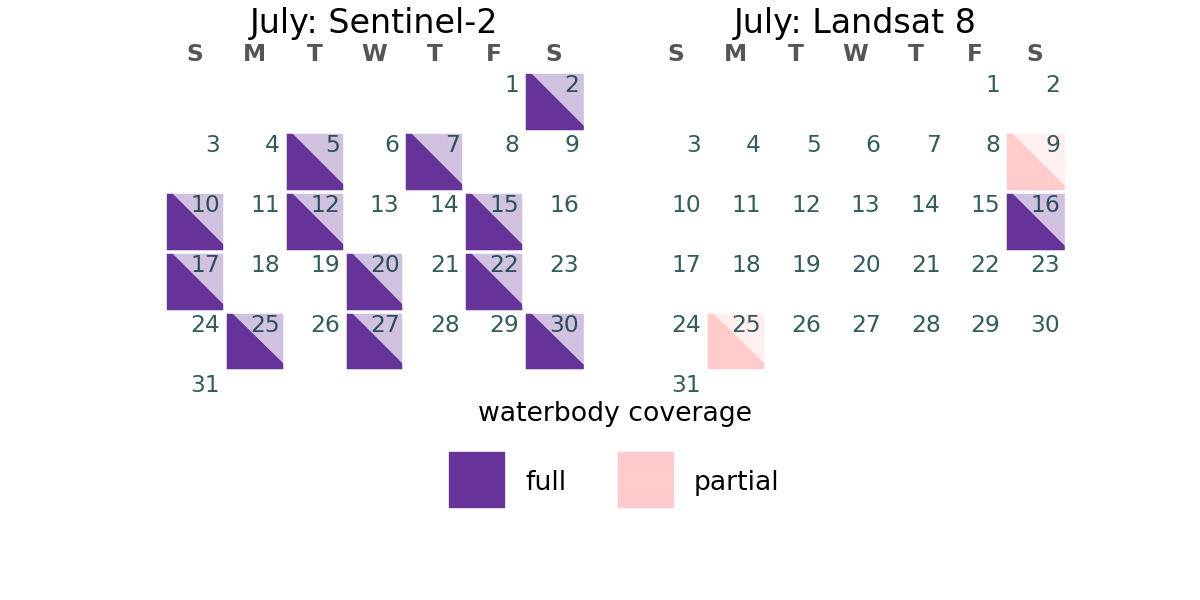 July: Sentinel-2
S M T W T F S
1 2
3 4 5 6 7 8 9
10 11 12 13 14 15 16
17 18 19 20 21 22 23
24 25 26 27 28 29 30
31
July: Landsat 8
S M T W T F S
1 2
3 4 5 6 7 8 9
10 11 12 13 14 15 16
17 18 19 20 21 22 23
24 25 26 27 28 29 30
31
waterbody coverage
full partial